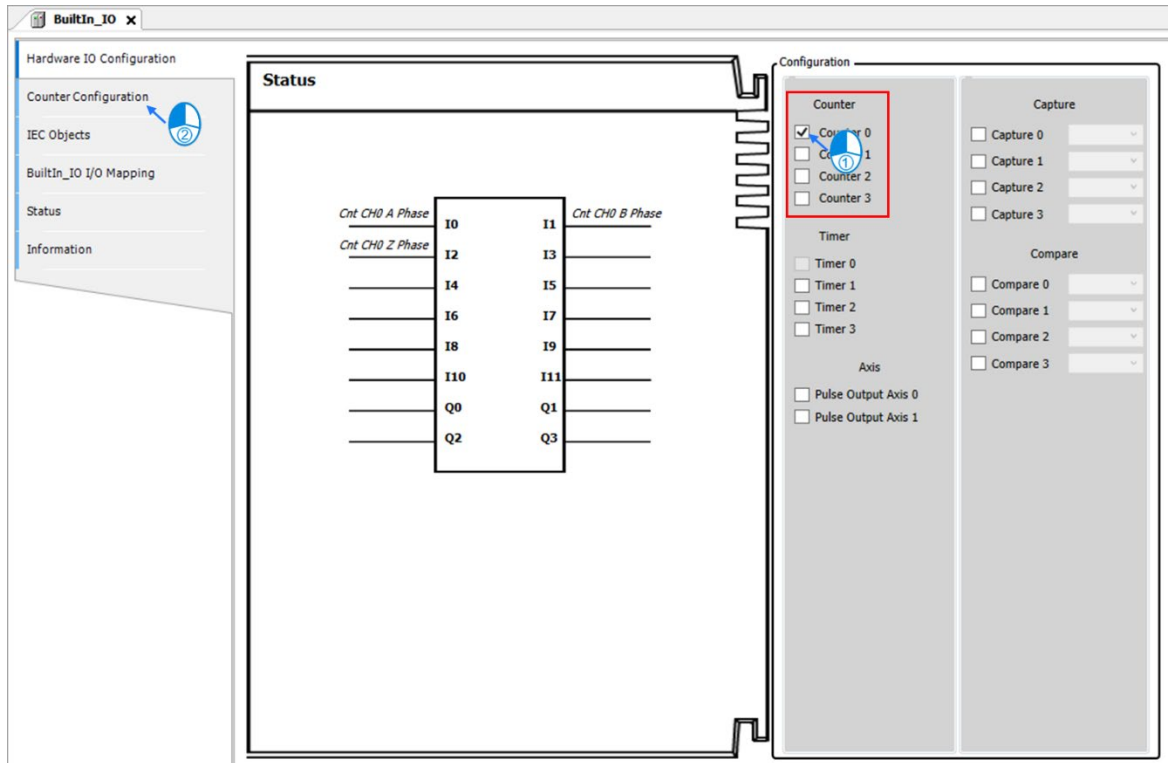 BuiltIn_IO X
Hardware IO Configuration
Counter Configuration
②
IEC Objects
BuiltIn_IO I/O Mapping
Status
Information
Status
Cnt CH0 A Phase I0 I1 Cnt CH0 B Phase
Cnt CH0 Z Phase I2 I3
I4 I5
I6 I7
I8 I9
I10 I11
Q0 Q1
Q2 Q3
Configuration
Counter
0
① 1
Counter 2
Counter 3
Timer
Timer 0
Timer 1
Timer 2
Timer 3
Axis
Pulse Output Axis 0
Pulse Output Axis 1
Capture
Capture 0
Capture 1
Capture 2
Capture 3
Compare
Compare 0
Compare 1
Compare 2
Compare 3